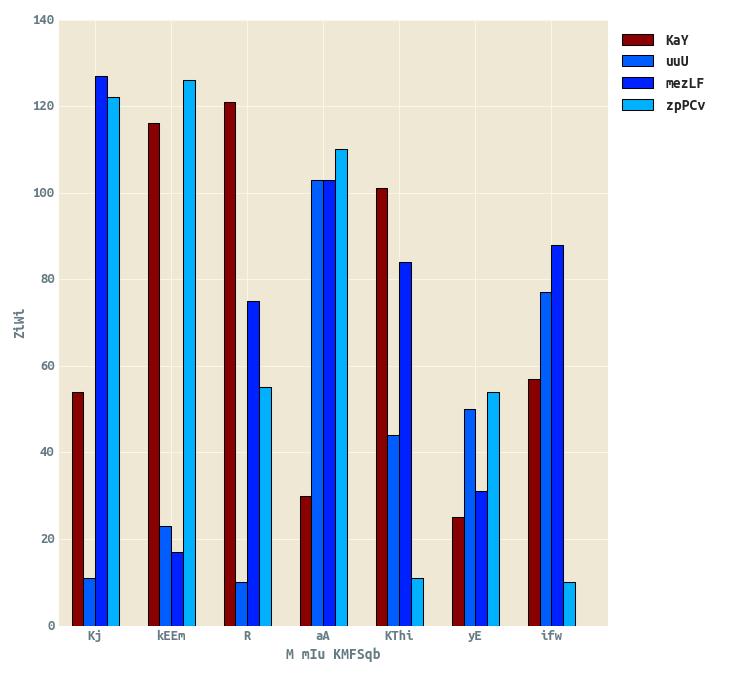 140
120
100
80
60
40
20
0
ZiWi
Kj kEEm R aA KThi yE ifw
M mIu KMFSqb
KaY
uuU
mezLF
zpPCv